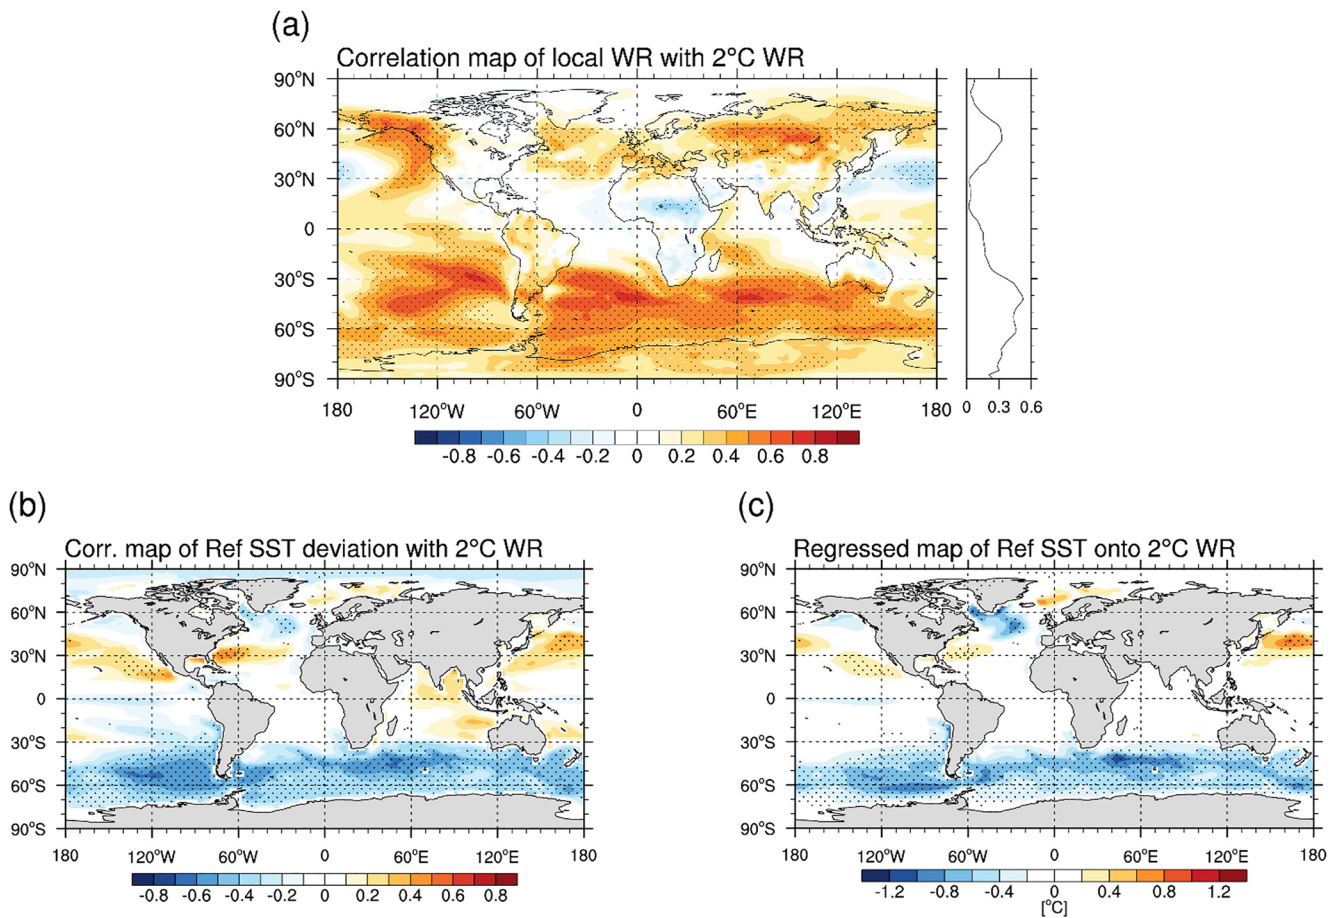 (a)
Correlation map of local WR with 2°C WR
90°N
60°N
30°N
0
30°S
60°S
90°S
180 120°W 60°W 0 60°E 120°E 180
0 0.3 0.6
-0.8 -0.6 -0.4 -0.2 0 0.2 0.4 0.6 0.8
(b)
Corr. map of Ref SST deviation with 2°C WR
90°N
60°N
30°N
0
30°S
60°S
90°S
180 120°W 60°W 0 60°E 120°E 180
-0.8 -0.6 -0.4 -0.2 0 0.2 0.4 0.6 0.8
(c)
Regressed map of Ref SST onto 2°C WR
90°N
60°N
30°N
0
30°S
60°S
90°S
180 120°W 60°W 0 60°E 120°E 180
-1.2 -0.8 -0.4 0 0.4 0.8 1.2
[°C]